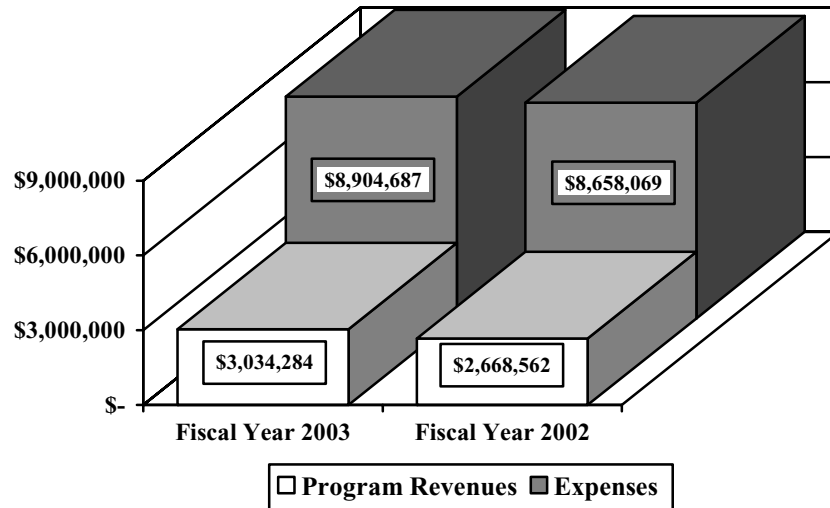 $9,000,000
$6,000,000
$3,000,000
$-
$8,904,687
$8,658,069
$3,034,284
$2,668,562
Fiscal Year 2003
Fiscal Year 2002
Program Revenues
Expenses